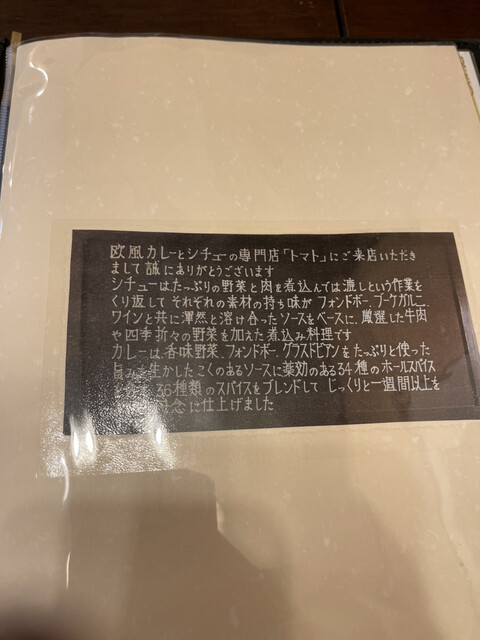 欧風カレーとシチューの専門店「トマト」にご来店いただき
まして誠にありがとうございます
シチューはたっぷりの野菜と肉を煮込んでは漉しという作業を
くり返して それぞれの素材の持ち味が フォンドボー、ブーケガルニ、
ワインと共に渾然と溶け合ったソースをベースに、厳選した牛肉
や四季折々の野菜を加えた煮込み料理です
カレーは、香味野菜、フォンドボー、グラスドビアンをたっぷりと使った
旨みを生かしたこくのあるソースに薬効のある34種のホールスパイス
36種類のスパイスをブレンドして じっくりと一週間以上を
念に仕上げました